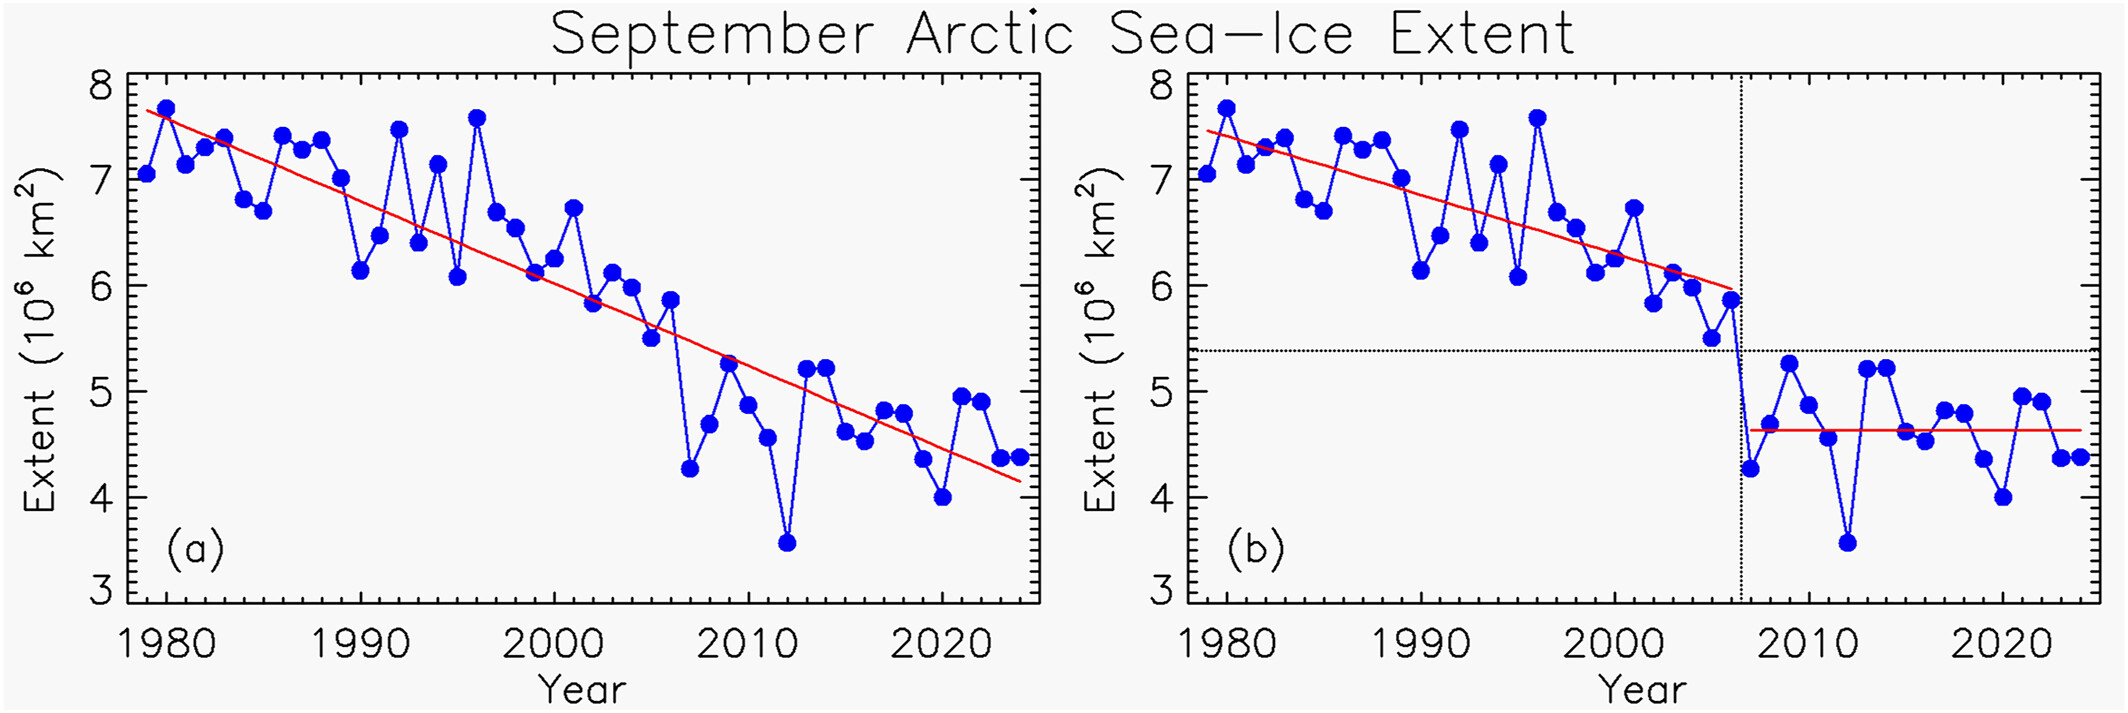 September Arctic Sea-Ice Extent
8
7
6
5
4
3
Extent (10⁶ km²)
(a)
1980 1990 2000 2010 2020
Year
8
7
6
5
4
3
Extent (10⁶ km²)
(b)
1980 1990 2000 2010 2020
Year